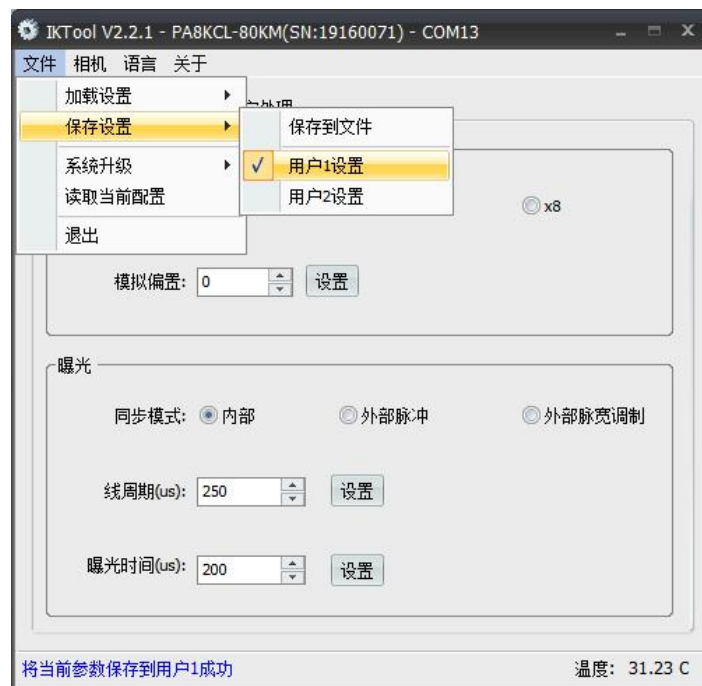 IKTool V2.2.1 - PA8KCL-80KM(SN:19160071) - COM13
文件 相机 语言 关于
加载设置
保存设置
保存到文件
系统升级
用户1设置
读取当前配置
用户2设置
x8
退出
模拟偏置: 0 设置
曝光
同步模式: 内部 外部脉冲 外部脉宽调制
线周期(us): 250 设置
曝光时间(us): 200 设置
将当前参数保存到用户1成功 温度: 31.23 C